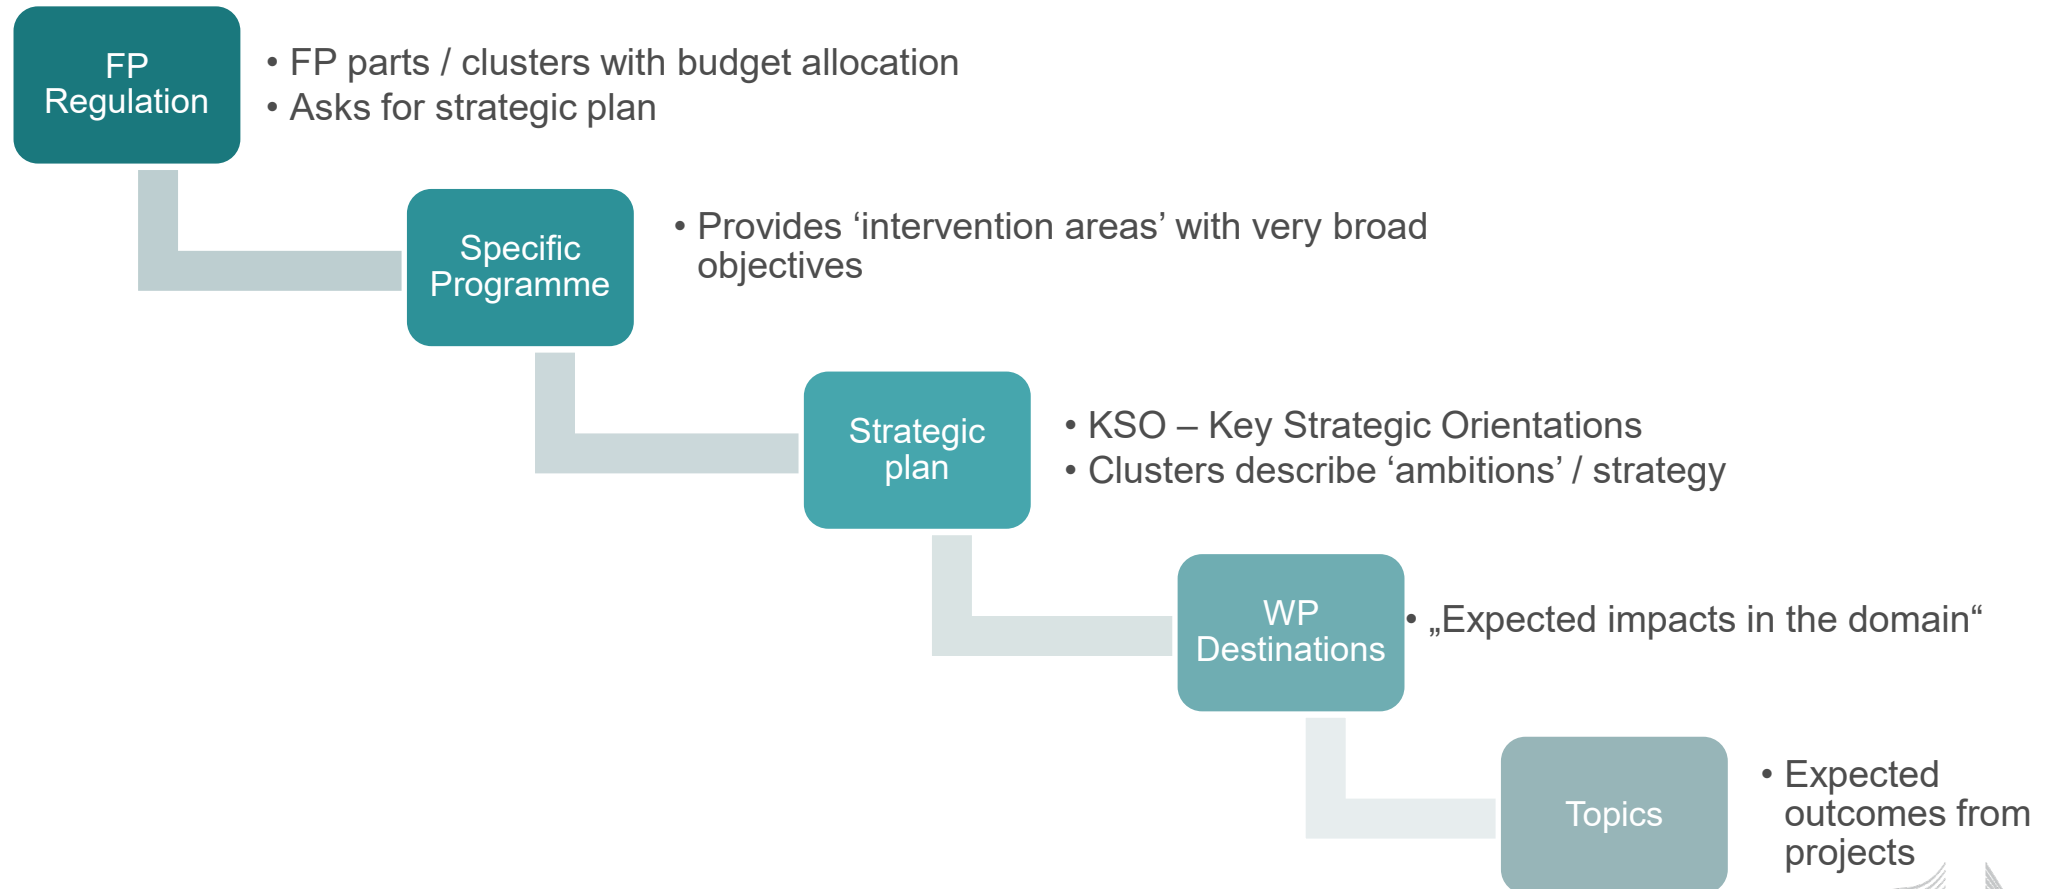 FP
Regulation
• FP parts / clusters with budget allocation
• Asks for strategic plan
Specific
Programme
• Provides ‘intervention areas’ with very broad
objectives
Strategic
plan
• KSO – Key Strategic Orientations
• Clusters describe ‘ambitions’ / strategy
WP
Destinations
• „Expected impacts in the domain“
Topics
• Expected
outcomes from
projects